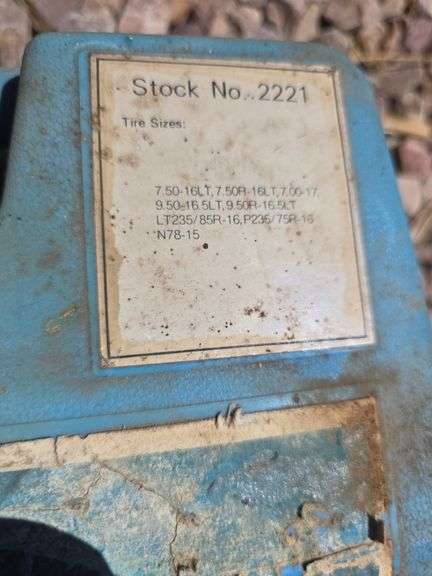 Stock No. 2221
Tire Sizes:
7.50-16LT,7.50R-16LT,7.00-17,
9.50-16.5LT,9.50R-16.5LT
LT235/85R-16,P235/75R-16
N78-15